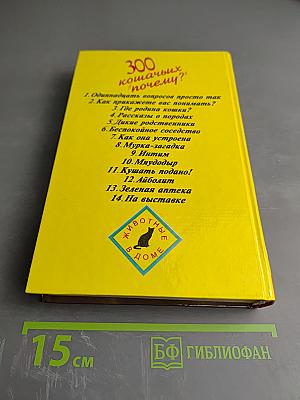 300
кошачьих
"почему?"
1. Одиннадцать вопросов просто так
2. Как прикажете вас понимать?
3. Где родина кошки?
4. Рассказы о породах
5. Дикие родственники
6. Беспокойное соседство
7. Как она устроена
8. Мурка-загадка
9. Интим
10. Мяудодыр
11. Кушать подано!
12. Айболит
13. Зеленая аптека
14. На выставке
ЖИВОТНЫЕ
В ДОМЕ
15 см
БФ ГИБЛИОФАН